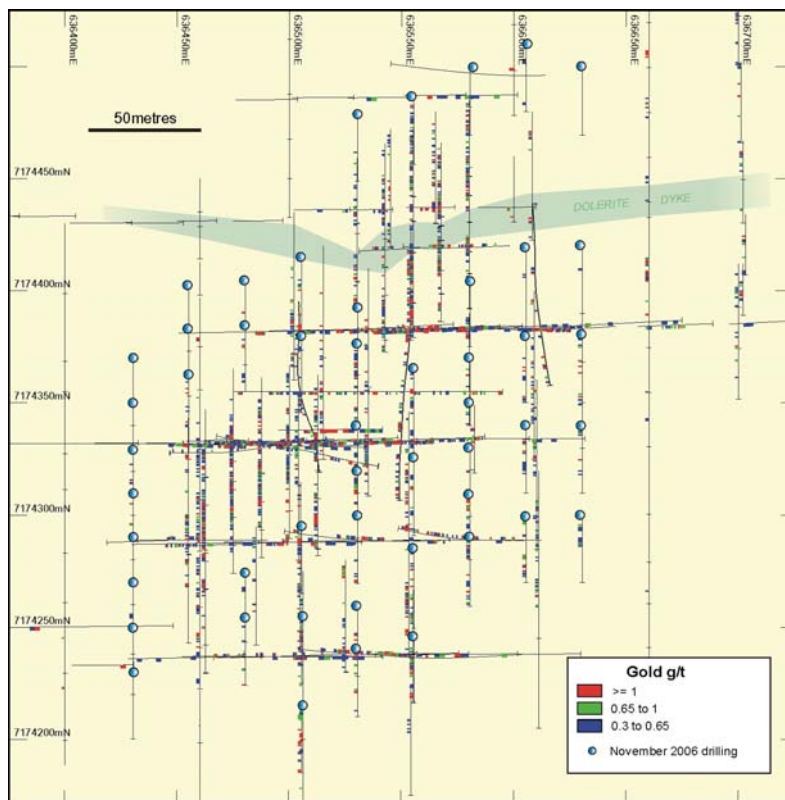 636400mE
636450mE
636500mE
636550mE
636600mE
636650mE
636700mE
50metres
7174450mN
DOLERITE DYKE
7174400mN
7174350mN
7174300mN
7174250mN
7174200mN
Gold g/t
>= 1
0.65 to 1
0.3 to 0.65
November 2006 drilling